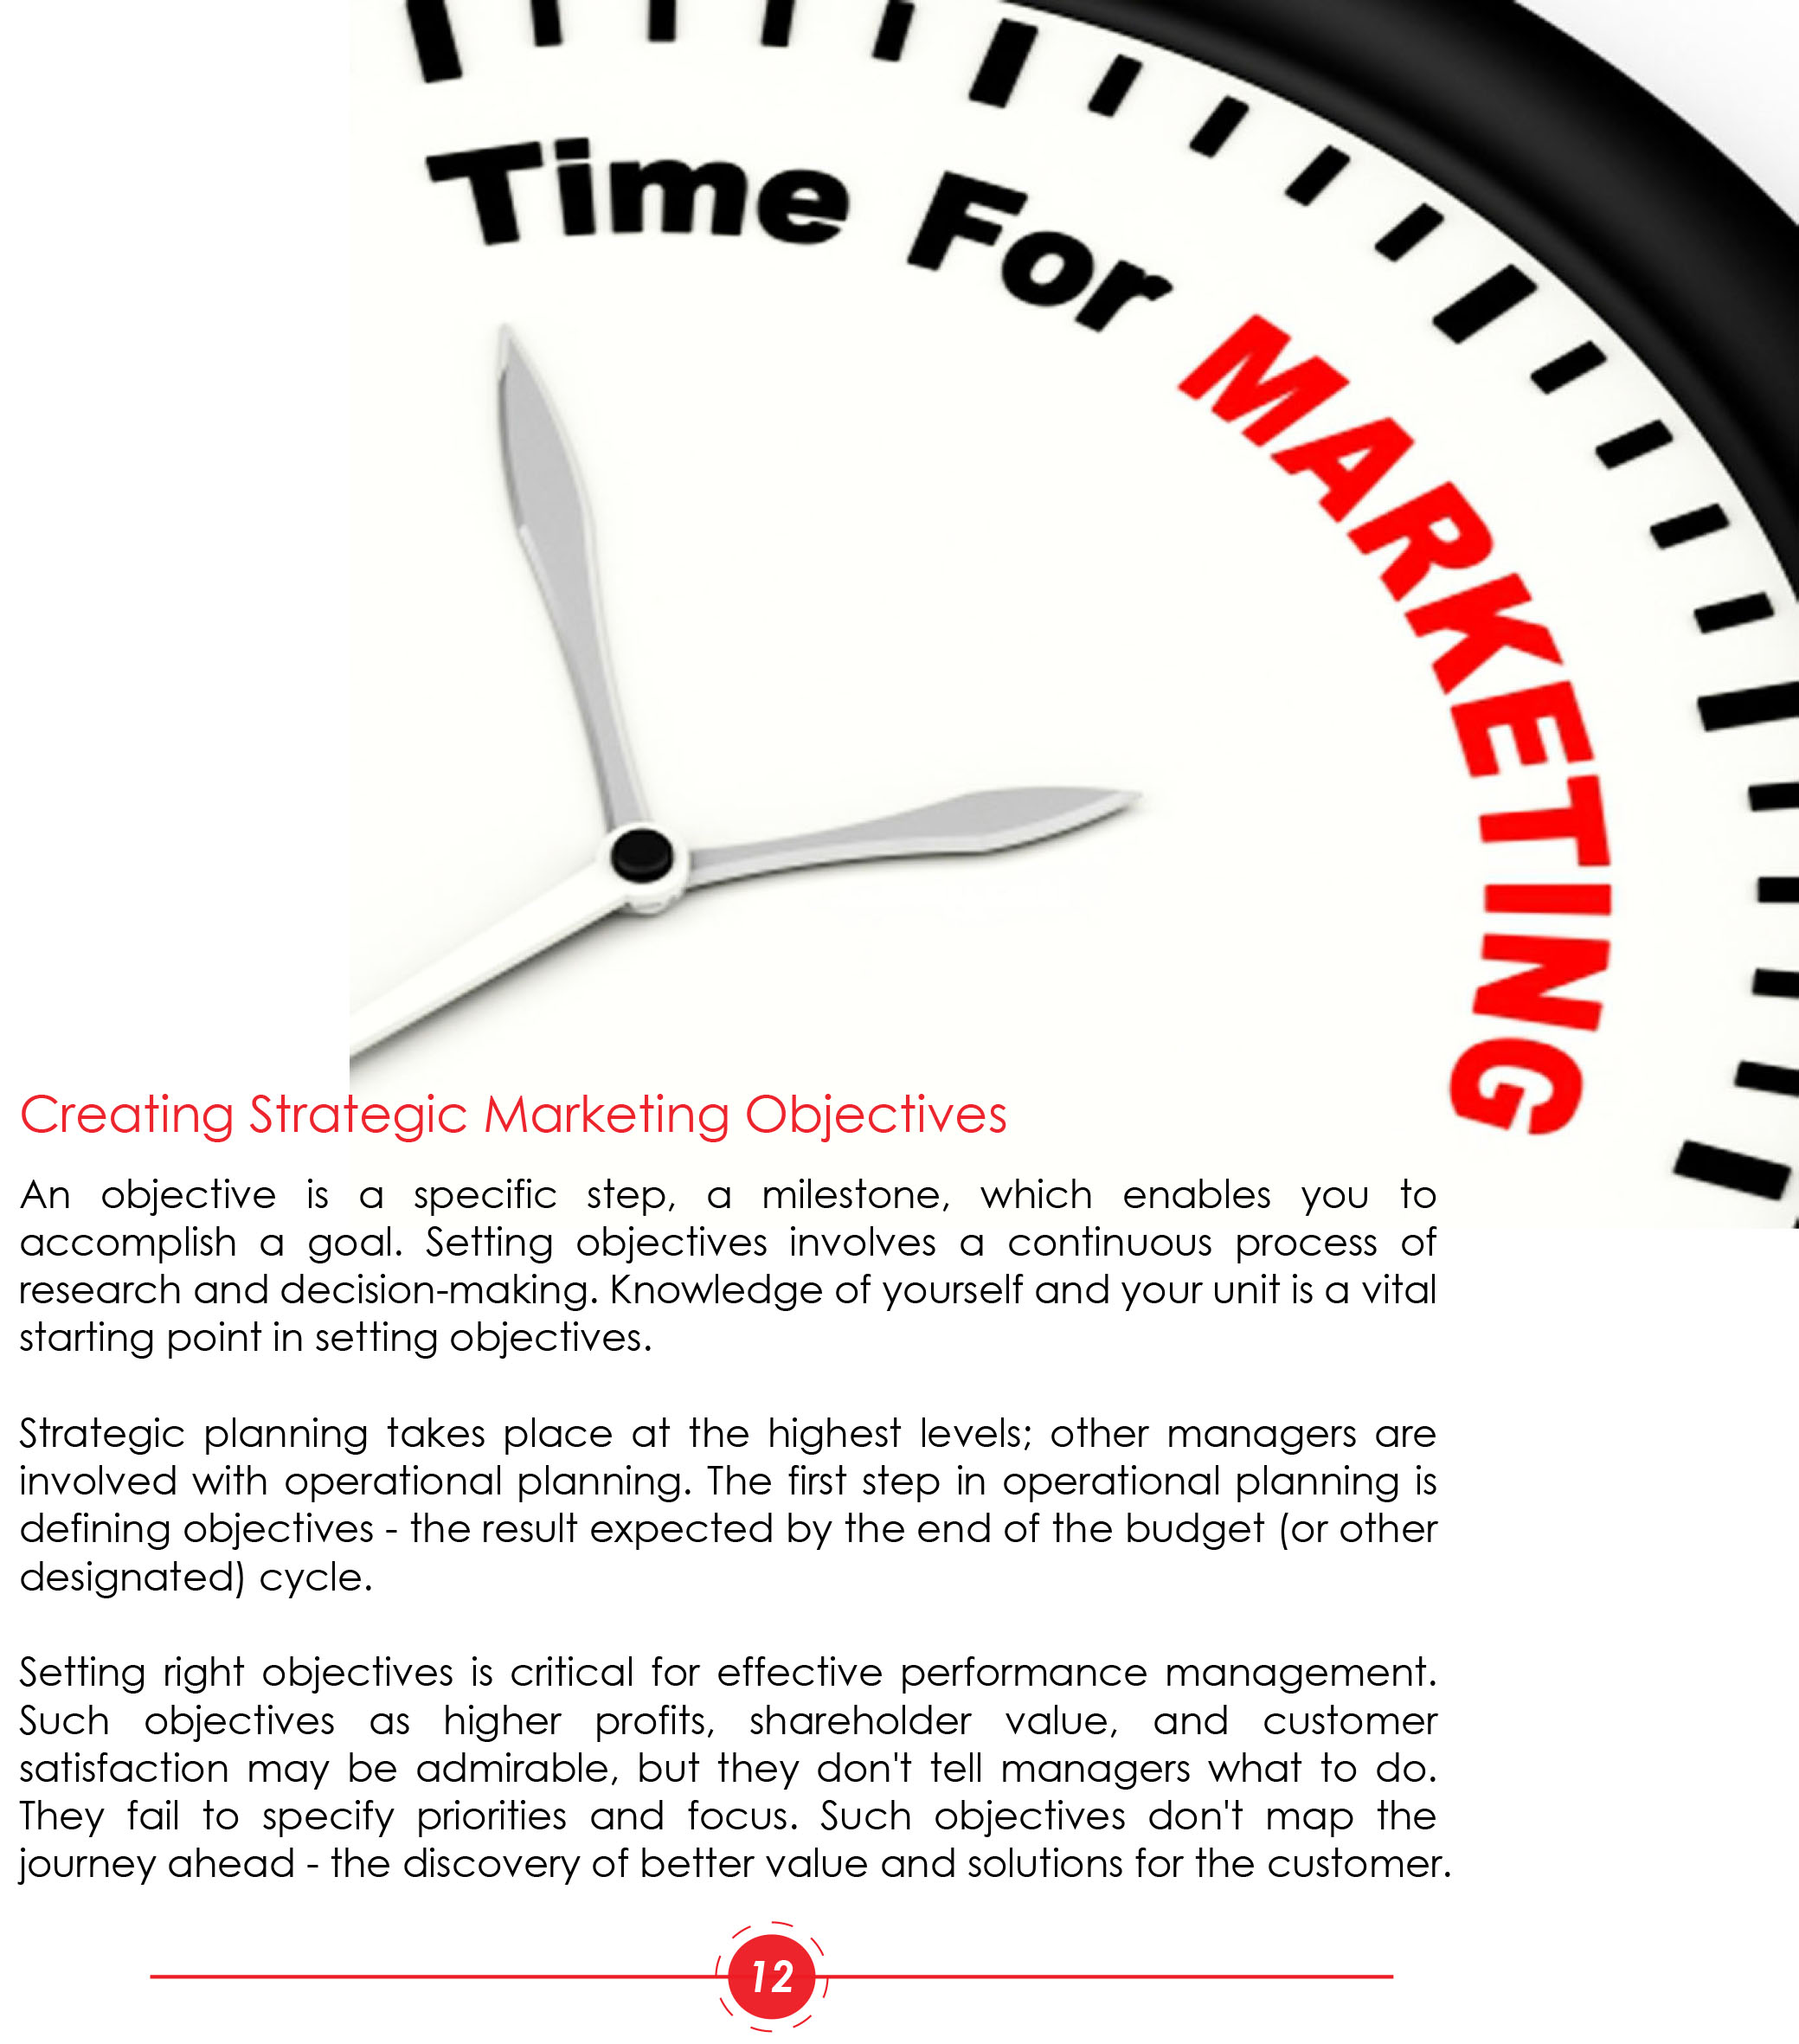 Time For MARKETING
Creating Strategic Marketing Objectives
An objective is a specific step, a milestone, which enables you to
accomplish a goal. Setting objectives involves a continuous process of
research and decision-making. Knowledge of yourself and your unit is a vital
starting point in setting objectives.
Strategic planning takes place at the highest levels; other managers are
involved with operational planning. The first step in operational planning is
defining objectives - the result expected by the end of the budget (or other
designated) cycle.
Setting right objectives is critical for effective performance management.
Such objectives as higher profits, shareholder value, and customer
satisfaction may be admirable, but they don't tell managers what to do.
They fail to specify priorities and focus. Such objectives don't map the
journey ahead - the discovery of better value and solutions for the customer.
12